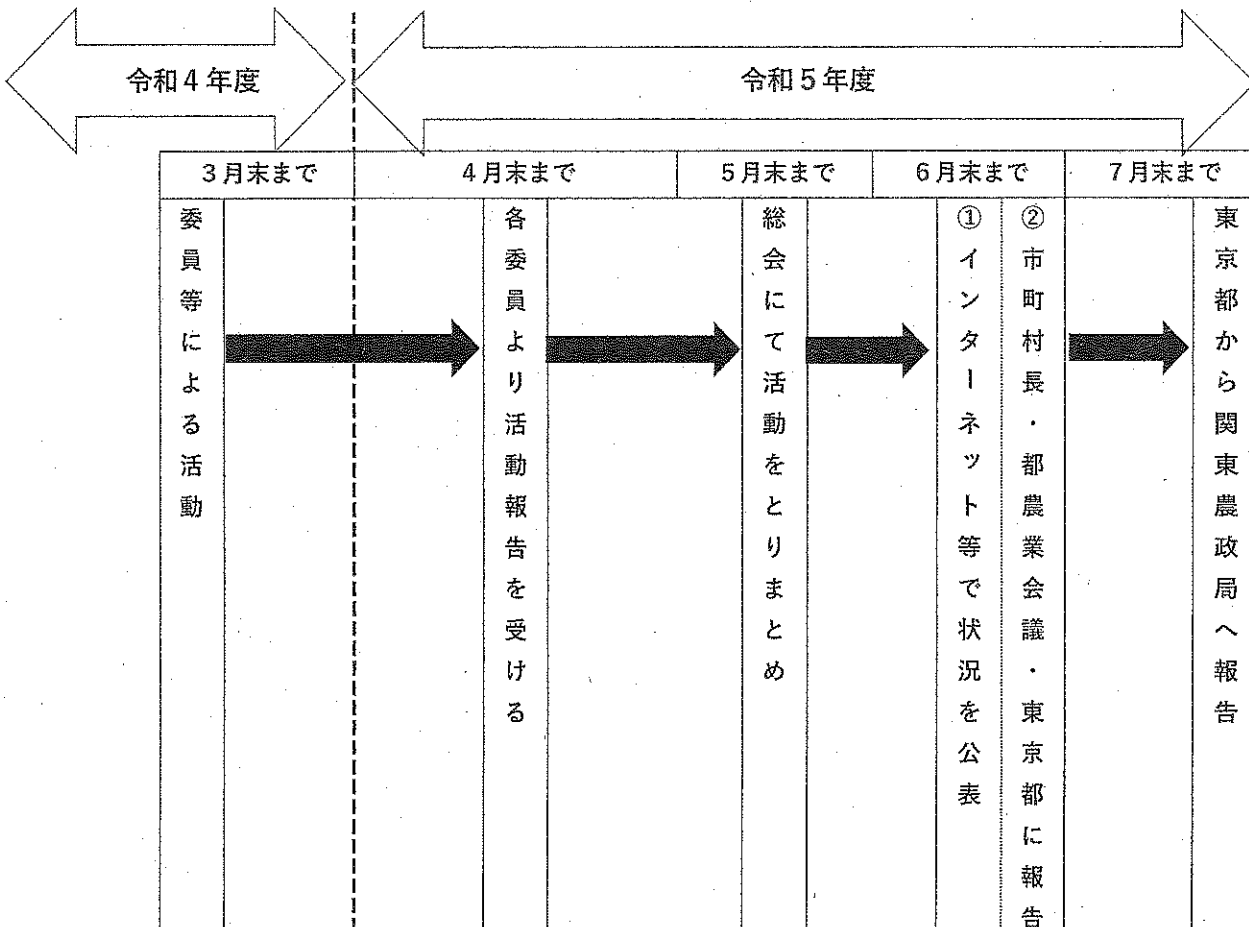 令和4年度
令和5年度
3月末まで
4月末まで
5月末まで
6月末まで
7月末まで
委員等による活動
各委員より活動報告を受ける
総会にて活動をとりまとめ
①インターネット等で状況を公表
②市町村長・都農業会議・東京都に報告
東京都から関東農政局へ報告